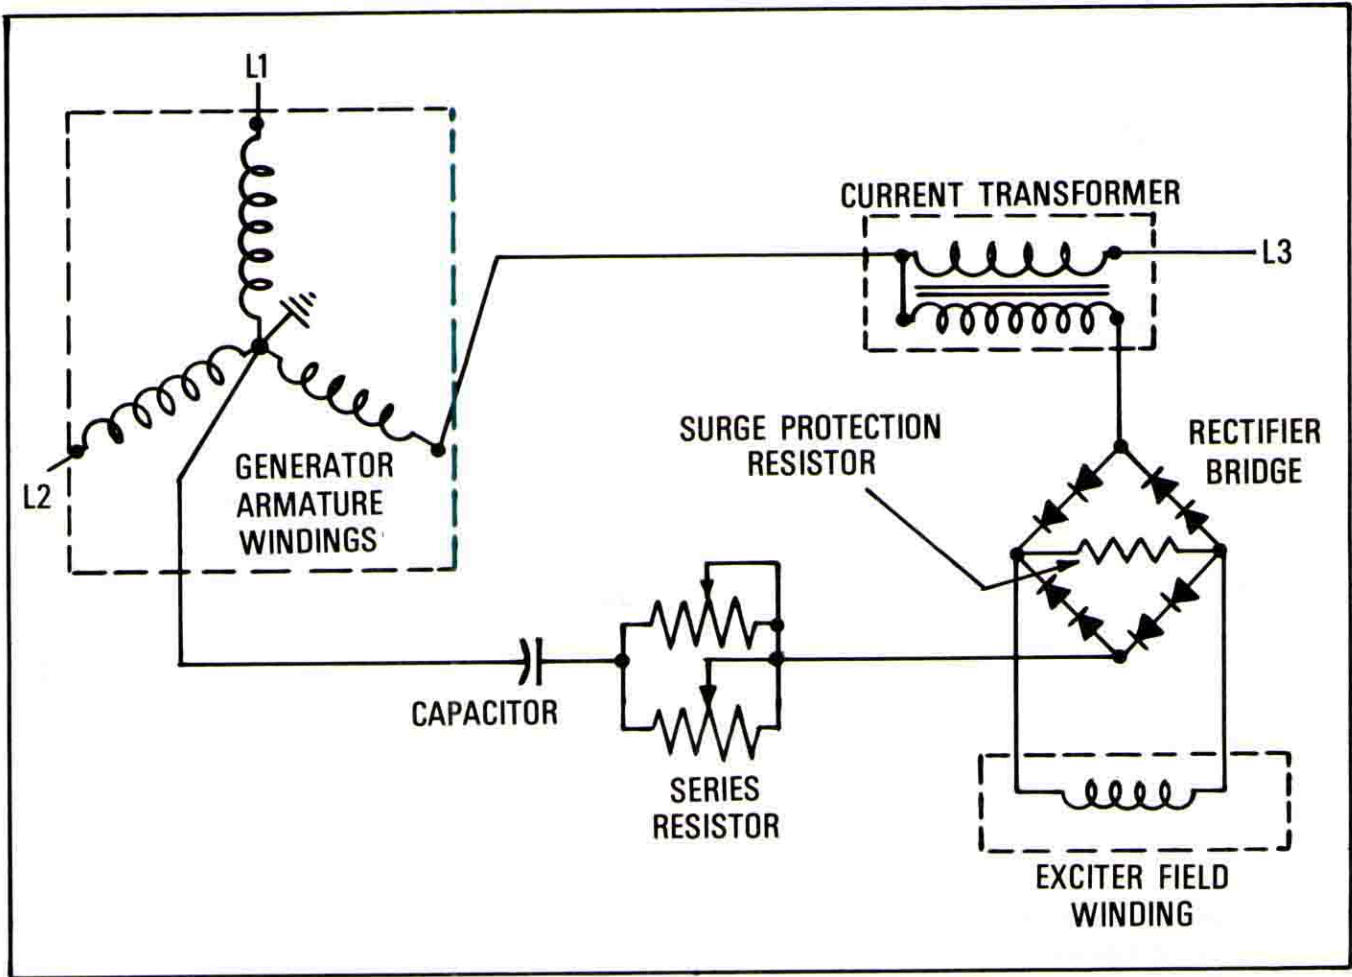 L1
CURRENT TRANSFORMER
L3
L2
GENERATOR
ARMATURE
WINDINGS
SURGE PROTECTION
RESISTOR
RECTIFIER
BRIDGE
CAPACITOR
SERIES
RESISTOR
EXCITER FIELD
WINDING